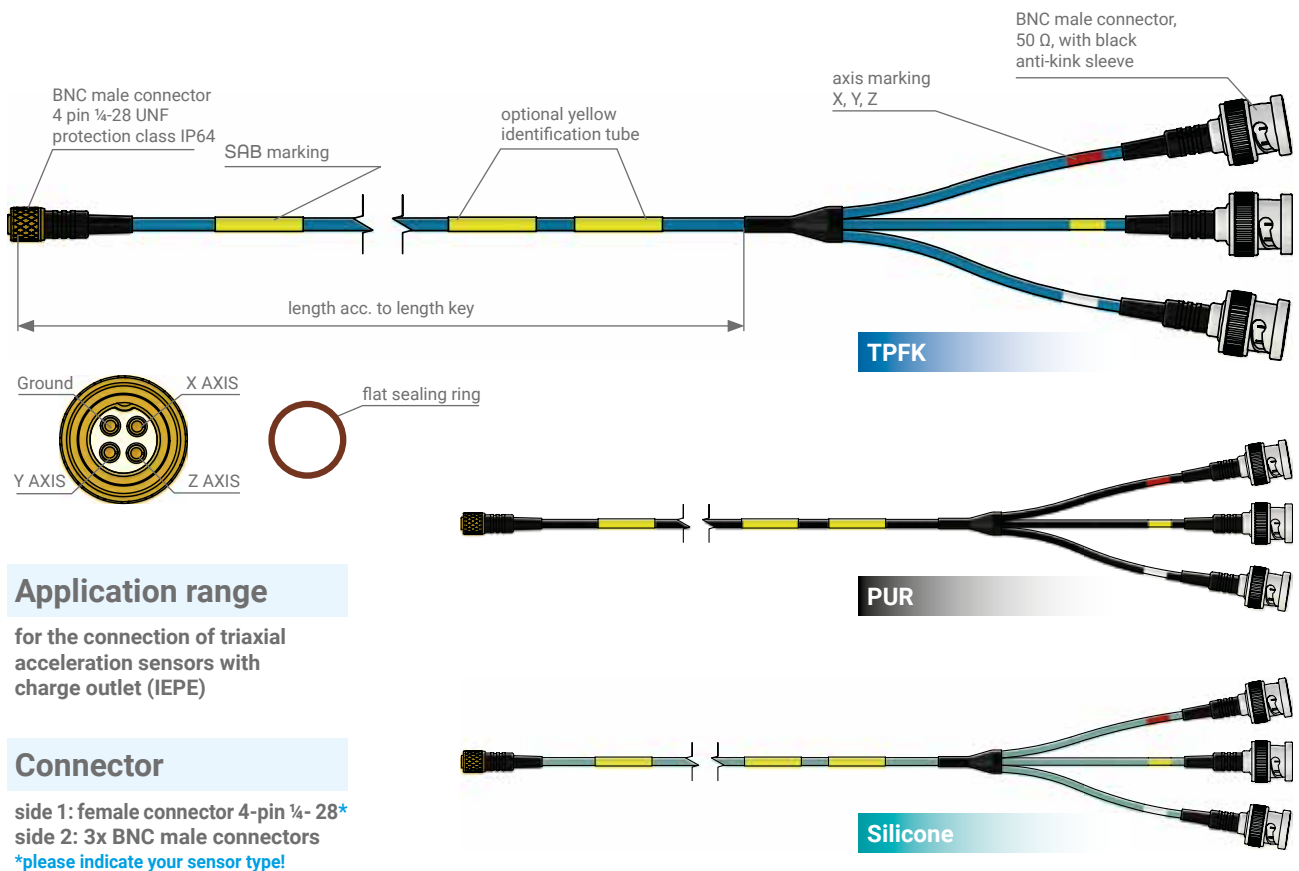 BNC male connector,
50 Ω, with black
anti-kink sleeve
axis marking
X, Y, Z
BNC male connector
4 pin ¼-28 UNF
protection class IP64
optional yellow
identification tube
SAB marking
length acc. to length key
TPFK
Ground
X AXIS
flat sealing ring
Y AXIS
Z AXIS
Application range
for the connection of triaxial
acceleration sensors with
charge outlet (IEPE)
PUR
Connector
side 1: female connector 4-pin ¼- 28*
side 2: 3x BNC male connectors
*please indicate your sensor type!
Silicone